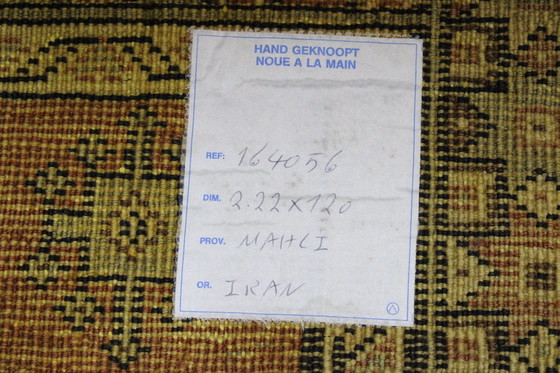 HAND GEKNOOPT
NOUE A LA MAIN
REF: 164056
DIM. 2.22x120
PROV. MAHLI
OR. IRAN